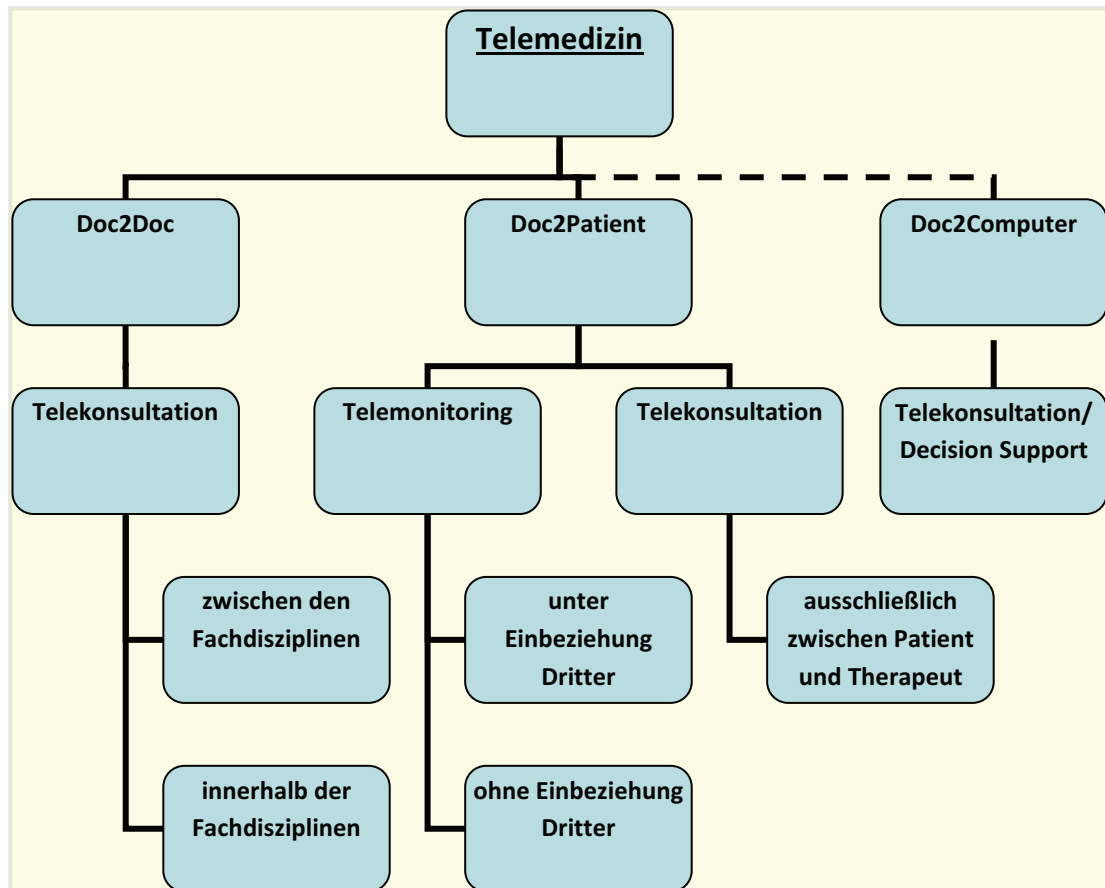 Telemedizin
Doc2Doc
Doc2Patient
Doc2Computer
Telekonsultation
Telemonitoring
Telekonsultation
Telekonsultation/
Decision Support
zwischen den
Fachdisziplinen
unter
Einbeziehung
Dritter
ausschließlich
zwischen Patient
und Therapeut
innerhalb der
Fachdisziplinen
ohne Einbeziehung
Dritter